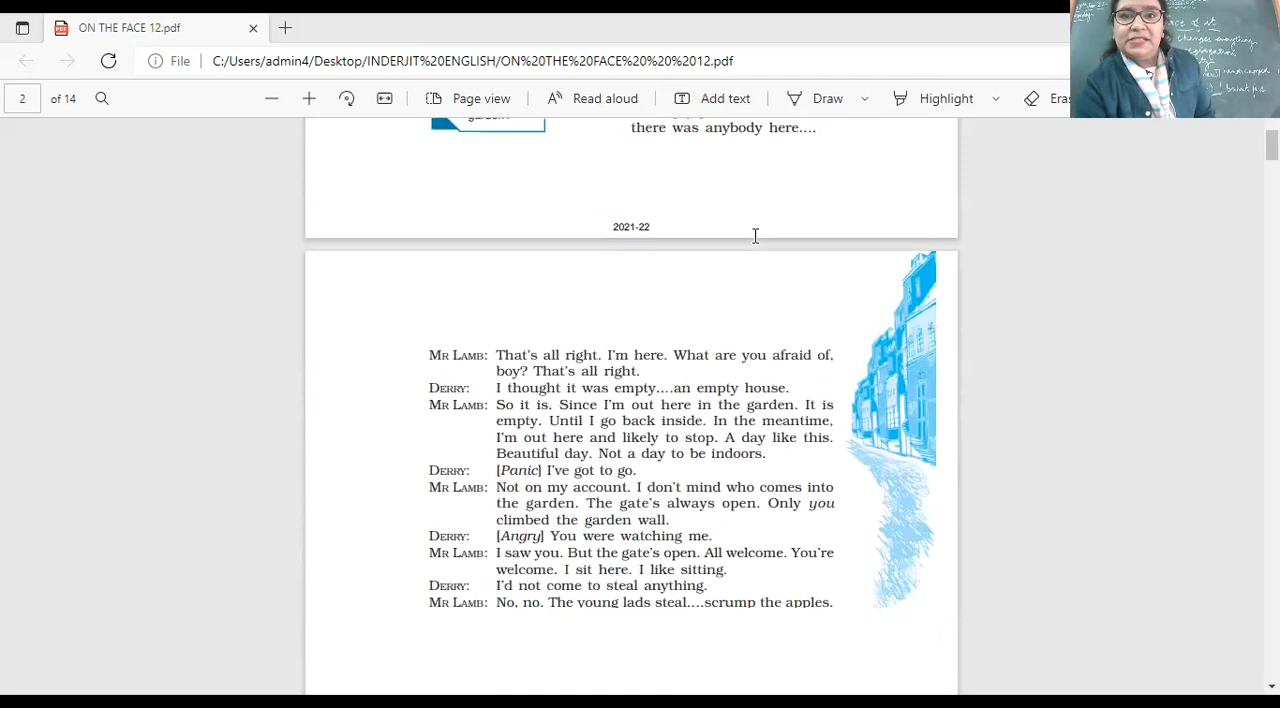 ON THE FACE 12.pdf
File
C:/Users/admin4/Desktop/INDERJIT%20ENGLISH/ON%20THE%20FACE%20%20%2012.pdf
2 of 14
Page view
Read aloud
Add text
Draw
Highlight
Eras
there was anybody here....
2021-22
MR LAMB: That's all right. I'm here. What are you afraid of,
boy? That's all right.
DERRY: I thought it was empty....an empty house.
MR LAMB: So it is. Since I'm out here in the garden. It is
empty. Until I go back inside. In the meantime,
I'm out here and likely to stop. A day like this.
Beautiful day. Not a day to be indoors.
DERRY: [Panic] I've got to go.
MR LAMB: Not on my account. I don't mind who comes into
the garden. The gate's always open. Only you
climbed the garden wall.
DERRY: [Angry] You were watching me.
MR LAMB: I saw you. But the gate's open. All welcome. You're
welcome. I sit here. I like sitting.
DERRY: I'd not come to steal anything.
MR LAMB: No, no. The young lads steal....scrump the apples.